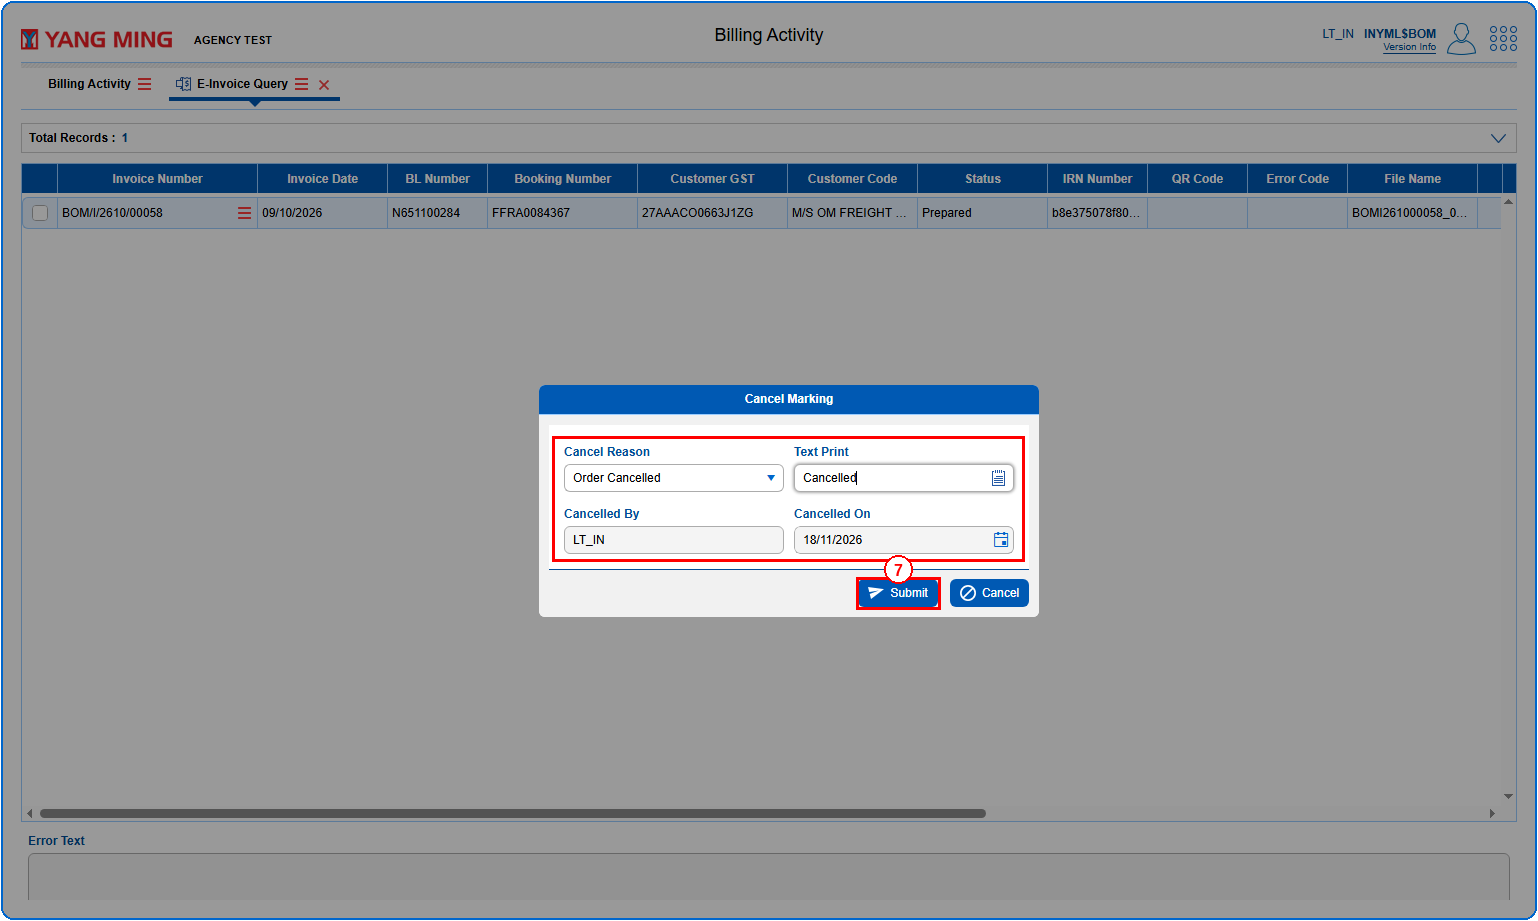 YANG MING AGENCY TEST
Billing Activity
LT_IN INYML$BOM
Version Info
Billing Activity
E-Invoice Query
Total Records : 1
Invoice Number Invoice Date BL Number Booking Number Customer GST Customer Code Status IRN Number QR Code Error Code File Name
BOM/I/2610/00058 09/10/2026 N651100284 FFRA0084367 27AAACO0663J1ZG M/S OM FREIGHT ... Prepared b8e375078f80... BOMI261000058_0...
Cancel Marking
Cancel Reason Text Print
Order Cancelled Cancelled
Cancelled By Cancelled On
LT_IN 18/11/2026
7
Submit Cancel
Error Text